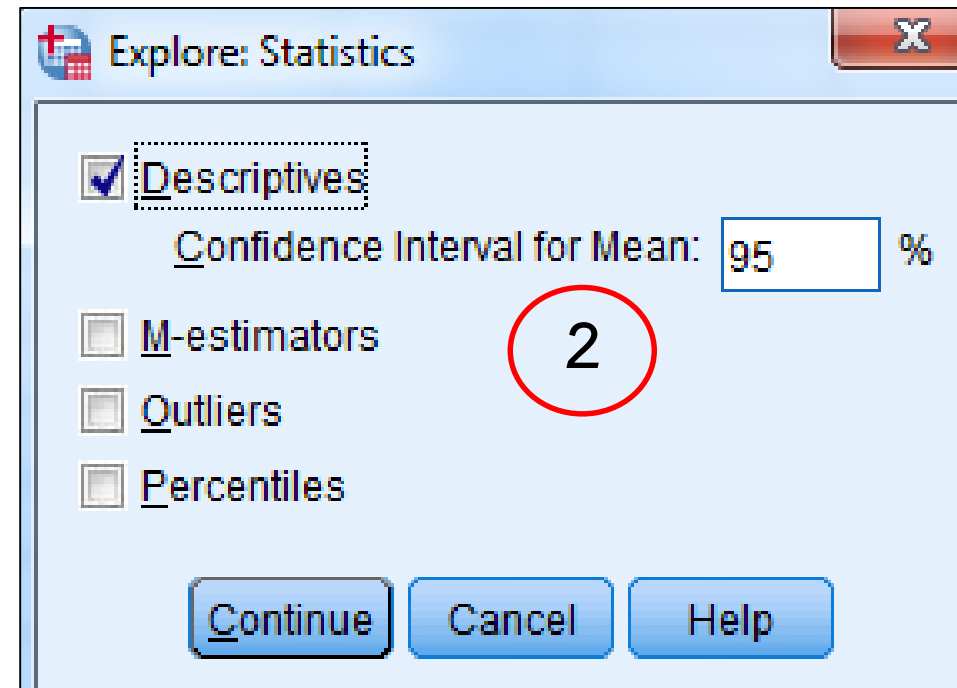 Explore: Statistics
Descriptives
Confidence Interval for Mean: 95 %
M-estimators
2
Outliers
Percentiles
Continue Cancel Help